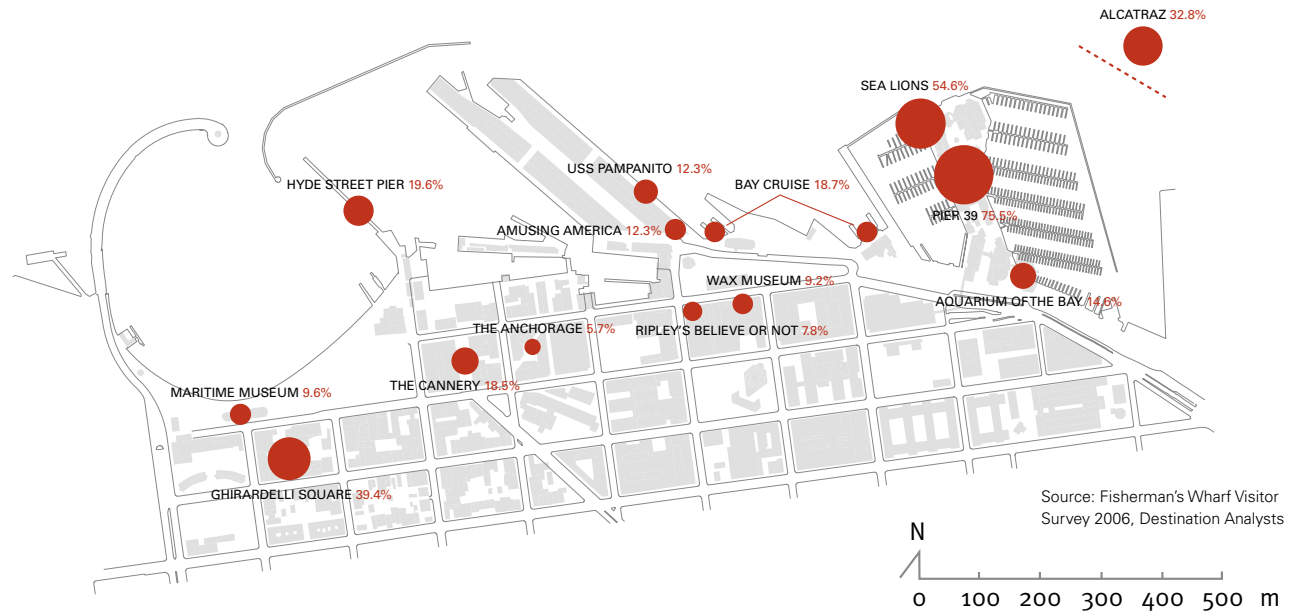 ALCATRAZ 32.8%
SEA LIONS 54.6%
USS PAMPANITO 12.3%
HYDE STREET PIER 19.6%
BAY CRUISE 18.7%
PIER 39 75.5%
AMUSING AMERICA 12.3%
WAX MUSEUM 9.2%
AQUARIUM OF THE BAY 14.6%
THE ANCHORAGE 5.7%
RIPLEY'S BELIEVE OR NOT 7.8%
THE CANNERY 18.5%
MARITIME MUSEUM 9.6%
GHIRARDELLI SQUARE 39.4%
Source: Fisherman's Wharf Visitor
Survey 2006, Destination Analysts
N
0 100 200 300 400 500 m